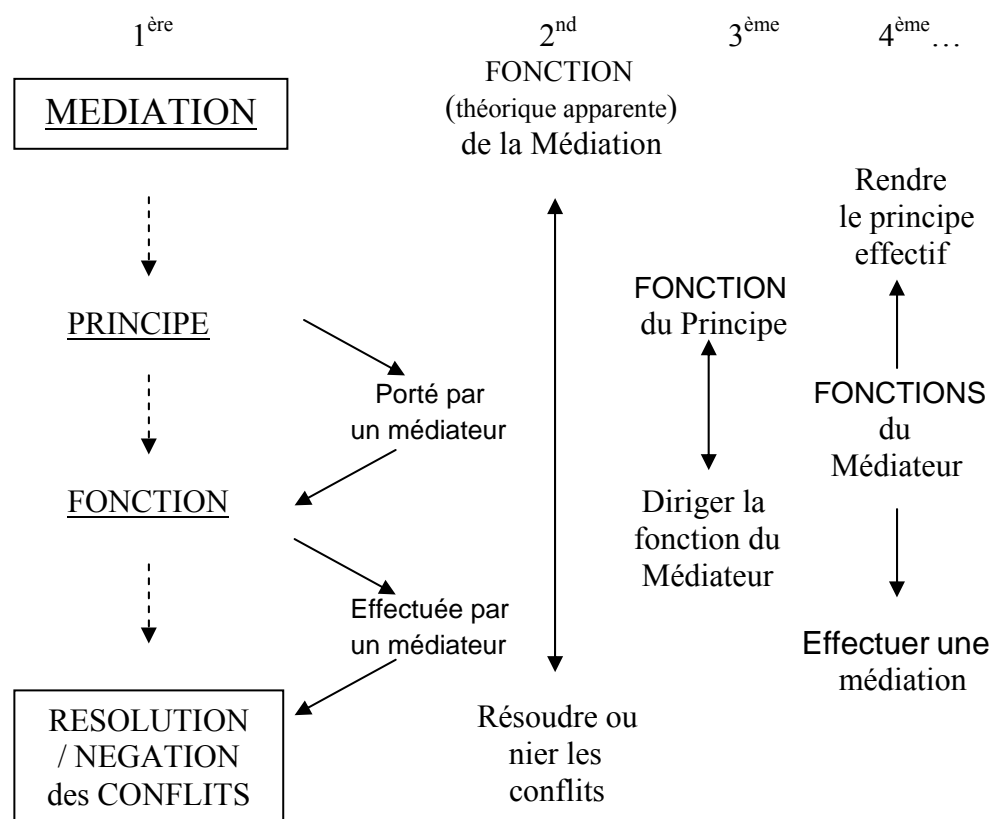 1ère
2nd
3ème
4ème…
MEDIATION
PRINCIPE
Porté par
un médiateur
FONCTION
Effectuée par
un médiateur
RESOLUTION
/ NEGATION
des CONFLITS
FONCTION
(théorique apparente)
de la Médiation
Résoudre ou
nier les
conflits
FONCTION
du Principe
Diriger la
fonction du
Médiateur
Rendre
le principe
effectif
FONCTIONS
du
Médiateur
Effectuer une
médiation